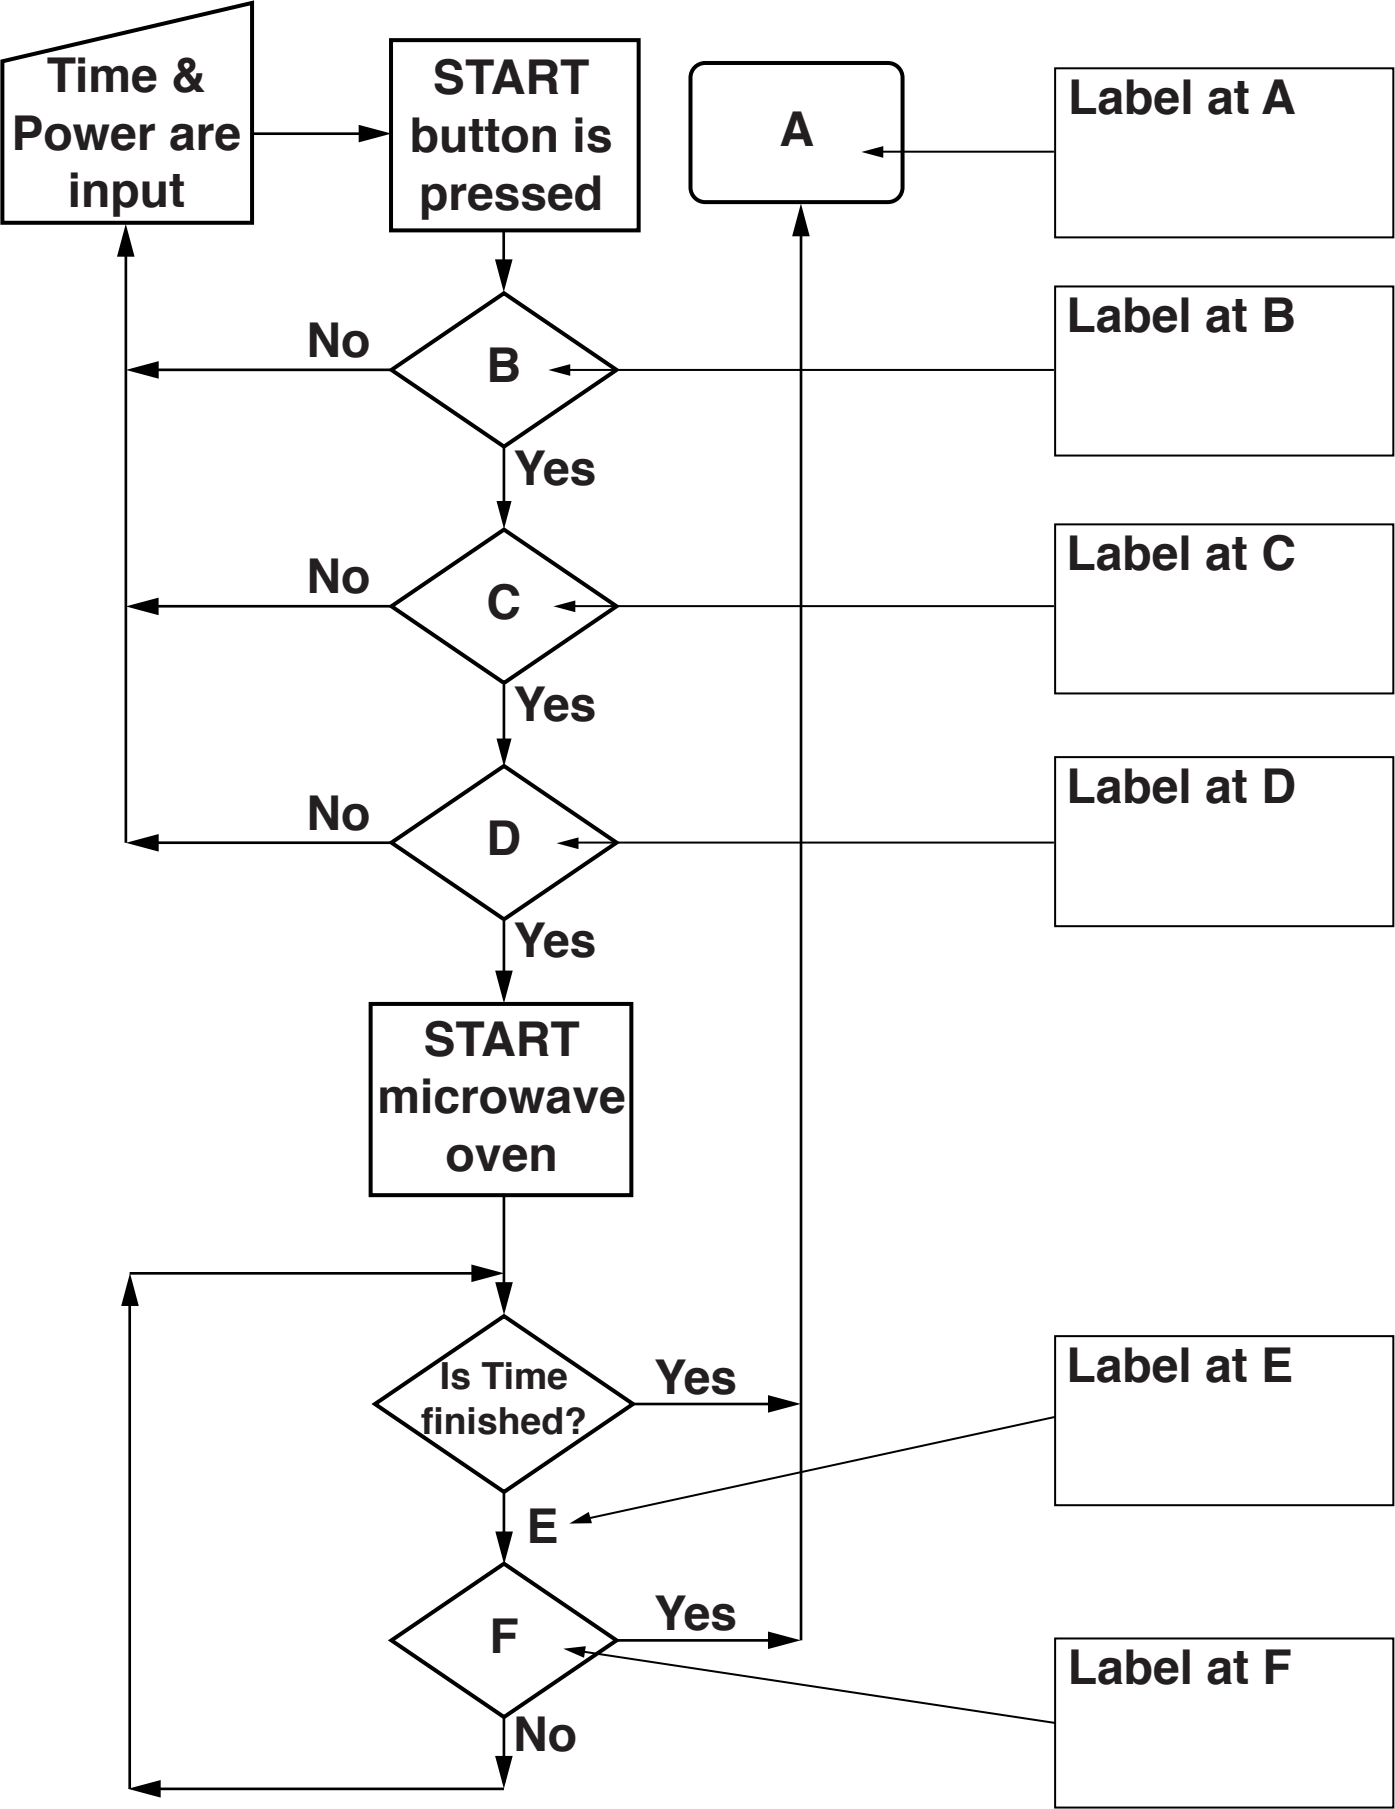 Time &
Power are
input
START
button is
pressed
A
Label at A
No
B
Label at B
Yes
No
C
Label at C
Yes
No
D
Label at D
Yes
START
microwave
oven
Is Time
finished?
Yes
Label at E
E
F
Yes
Label at F
No